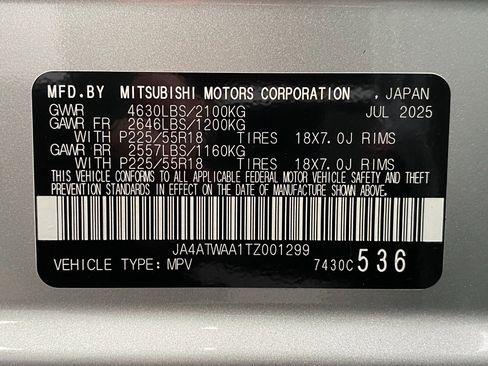 MFD.BY MITSUBISHI MOTORS CORPORATION , JAPAN
GVWR 4630LBS/2100KG JUL 2025
GAWR FR 2646LBS/1200KG
WITH P225/55R18 TIRES 18X7.0J RIMS
GAWR RR 2557LBS/1160KG
WITH P225/55R18 TIRES 18X7.0J RIMS
THIS VEHICLE CONFORMS TO ALL APPLICABLE FEDERAL MOTOR VEHICLE SAFETY AND THEFT
PREVENTION STANDARDS IN EFFECT ON THE DATE OF MANUFACTURE SHOWN ABOVE.
JA4ATWAA1TZ001299
VEHICLE TYPE: MPV 7430C 536